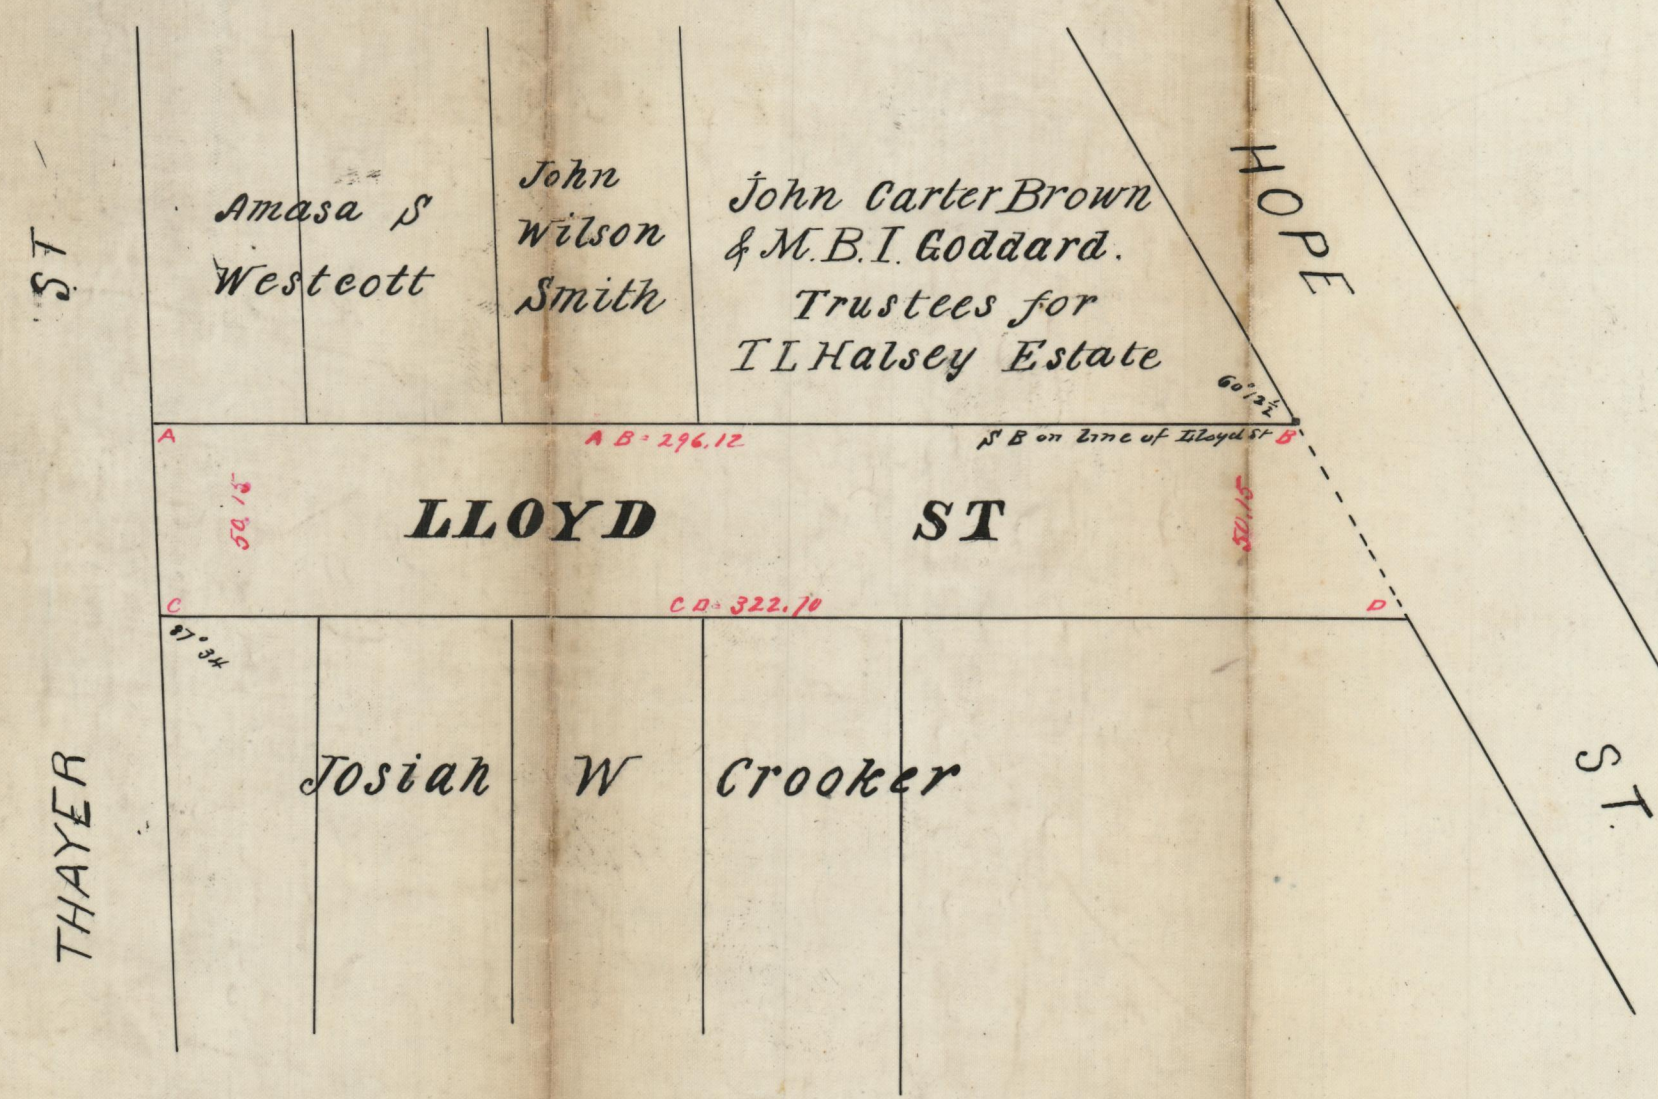 ST
THAYER
Amasa S
Westcott
John
Wilson
Smith
John Carter Brown
& M. B. I. Goddard.
Trustees for
T L Halsey Estate
HOPE
ST.
60° 12½
A
A B = 296.12
S B on line of Lloyd St
B
50.15
LLOYD ST
50.15
C
C D = 322.70
D
87° 34
Josiah W Crooker